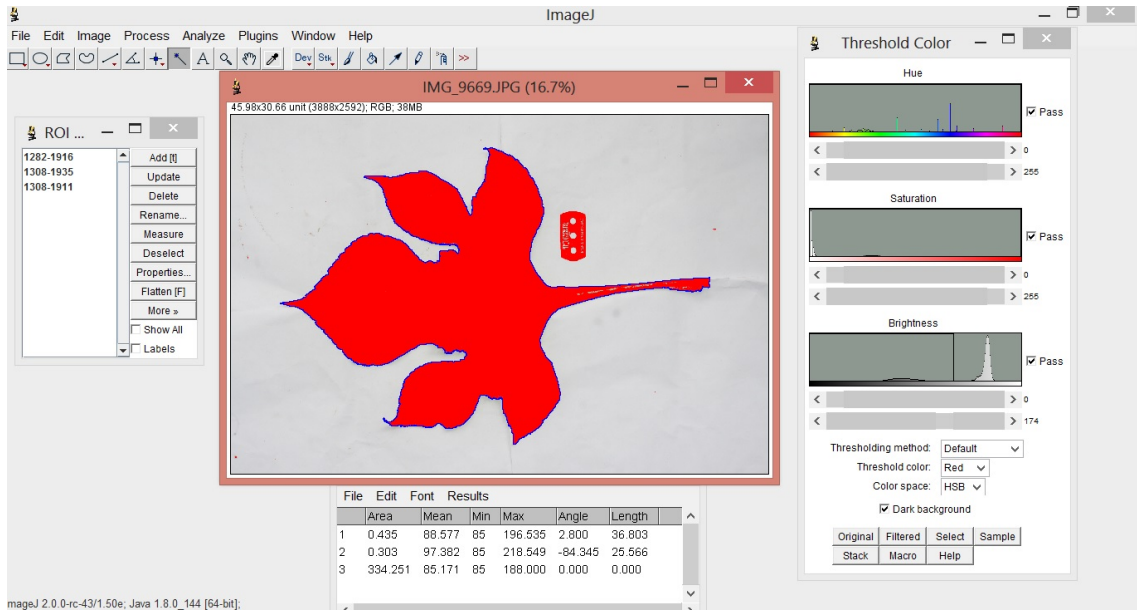 ImageJ
File Edit Image Process Analyze Plugins Window Help
A Dev Stk >>
IMG_9669.JPG (16.7%)
45.98x30.66 unit (3888x2592); RGB; 38MB
ROI ...
1282-1916
1308-1935
1308-1911
Add [t]
Update
Delete
Rename...
Measure
Deselect
Properties...
Flatten [F]
More »
Show All
Labels
File Edit Font Results
Area Mean Min Max Angle Length
1 0.435 88.577 85 196.535 2.800 36.803
2 0.303 97.382 85 218.549 -84.345 25.566
3 334.251 85.171 85 188.000 0.000 0.000
Threshold Color
Hue
Pass
0
255
Saturation
Pass
0
255
Brightness
Pass
0
174
Thresholding method: Default
Threshold color: Red
Color space: HSB
Dark background
Original Filtered Select Sample
Stack Macro Help
mageJ 2.0.0-rc-43/1.50e; Java 1.8.0_144 [64-bit];